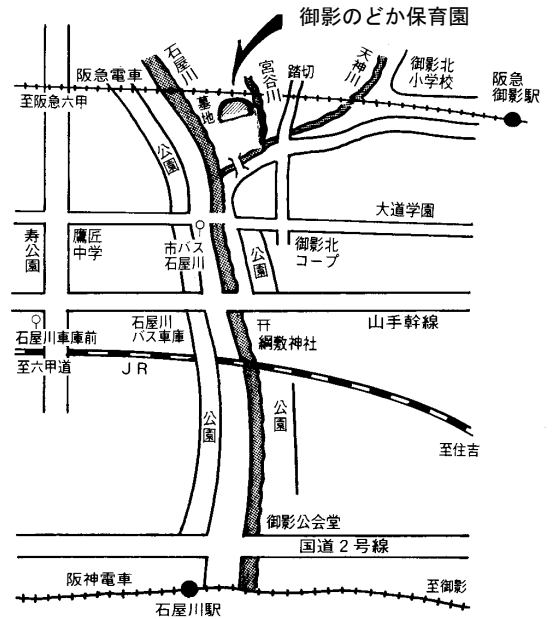 御影のどか保育園
石屋川
阪急電車
宮谷川
踏切
天神川
御影北
小学校
阪急
御影駅
至阪急六甲
墓地
公園
大道学園
寿公園
鷹匠
中学
市バス
石屋川
公園
御影北
コープ
石屋川車庫前
石屋川
バス車庫
山手幹線
綱敷神社
至六甲道
JR
公園
公園
至住吉
御影公会堂
国道2号線
阪神電車
石屋川駅
至御影